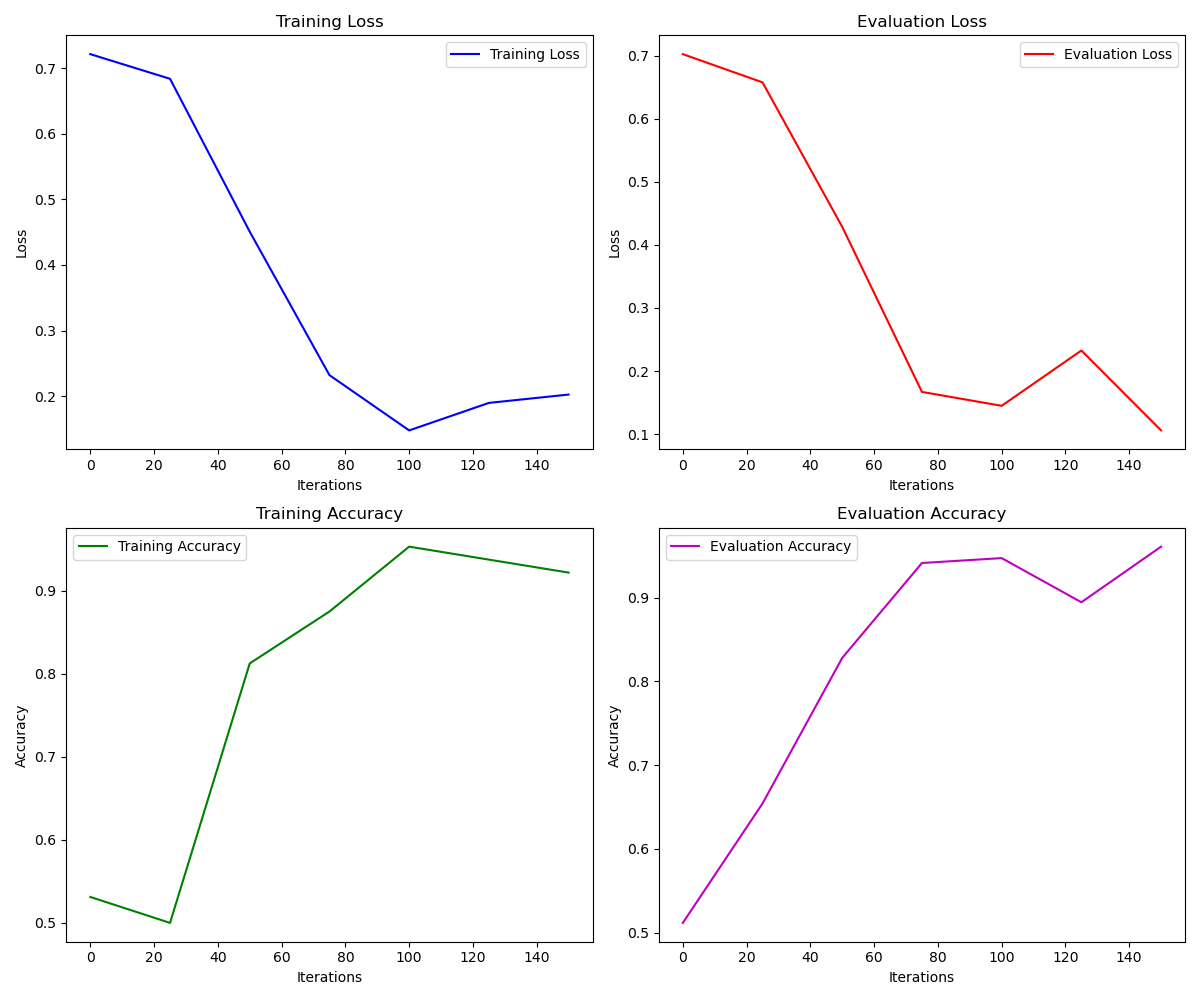 Training Loss
Training Loss
0.7
0.6
0.5
0.4
0.3
0.2
Loss
0 20 40 60 80 100 120 140
Iterations
Evaluation Loss
Evaluation Loss
0.7
0.6
0.5
0.4
0.3
0.2
0.1
Loss
0 20 40 60 80 100 120 140
Iterations
Training Accuracy
Training Accuracy
0.9
0.8
0.7
0.6
0.5
Accuracy
0 20 40 60 80 100 120 140
Iterations
Evaluation Accuracy
Evaluation Accuracy
0.9
0.8
0.7
0.6
0.5
Accuracy
0 20 40 60 80 100 120 140
Iterations